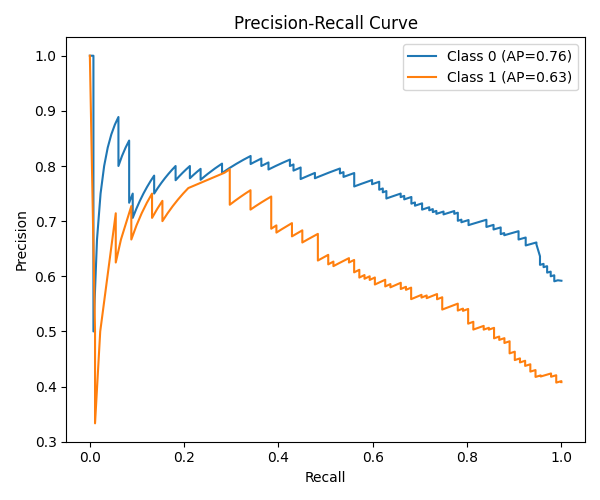 Precision-Recall Curve
Class 0 (AP=0.76)
Class 1 (AP=0.63)
Precision
1.0
0.9
0.8
0.7
0.6
0.5
0.4
0.3
0.0 0.2 0.4 0.6 0.8 1.0
Recall